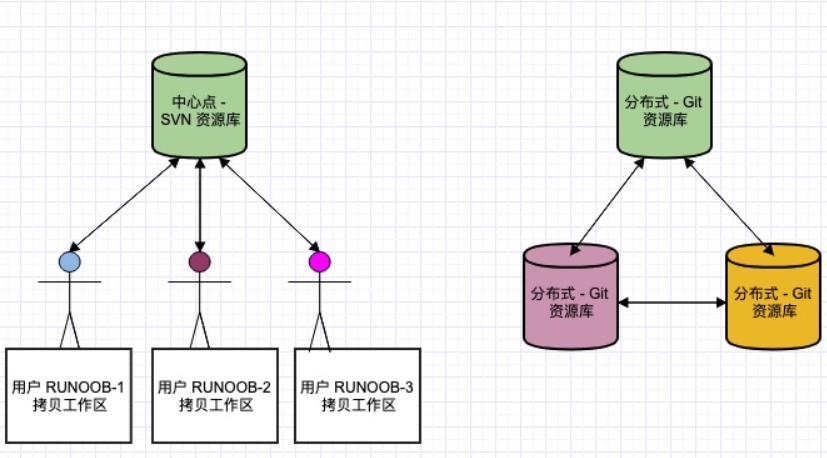 中心点 -
SVN 资源库
分布式 - Git
资源库
分布式 - Git
资源库
分布式 - Git
资源库
用户 RUNOOB-1
拷贝工作区
用户 RUNOOB-2
拷贝工作区
用户 RUNOOB-3
拷贝工作区